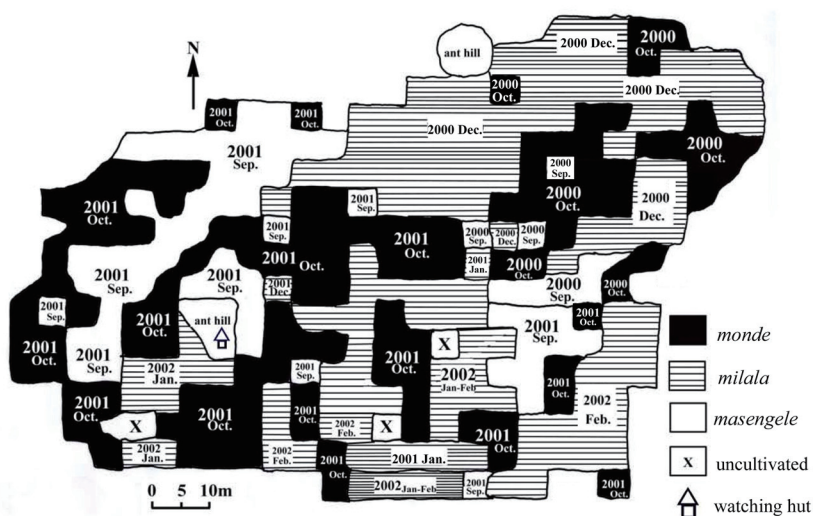 2000 Dec.
2000
Oct.
ant hill
N
2000
Oct.
2000 Dec.
2001
Oct.
2001
Oct.
2000 Dec.
2001
Sep.
2000
Oct.
2000
Sep.
2000
Oct.
2001
Sep.
2000
Dec.
2001
Oct.
2001
Sep.
2001
Oct.
2000
Sep.
2000
Dec.
2000
Sep.
2001 Oct.
2001
Jan.
2000
Oct.
2001
Sep.
2001
Sep.
2001
Dec.
2000
Sep.
2000
Oct.
2001
Sep.
ant hill
2001
Oct.
2001
Sep.
2001
Oct.
monde
2001
Oct.
2001
Sep.
X
2001
Oct.
2002
Jan.
2001
Sep.
2002
Jan-Feb
2001
Oct.
milala
2001
Oct.
2001
Oct.
2001
Oct.
2002
Feb.
masengele
X
2002
Feb.
X
2001
Oct.
2002
Jan.
2002
Feb.
2001
Oct.
2001 Jan.
X uncultivated
2002 Jan-Feb
2001
Sep.
2001
Oct.
0 5 10m
watching hut